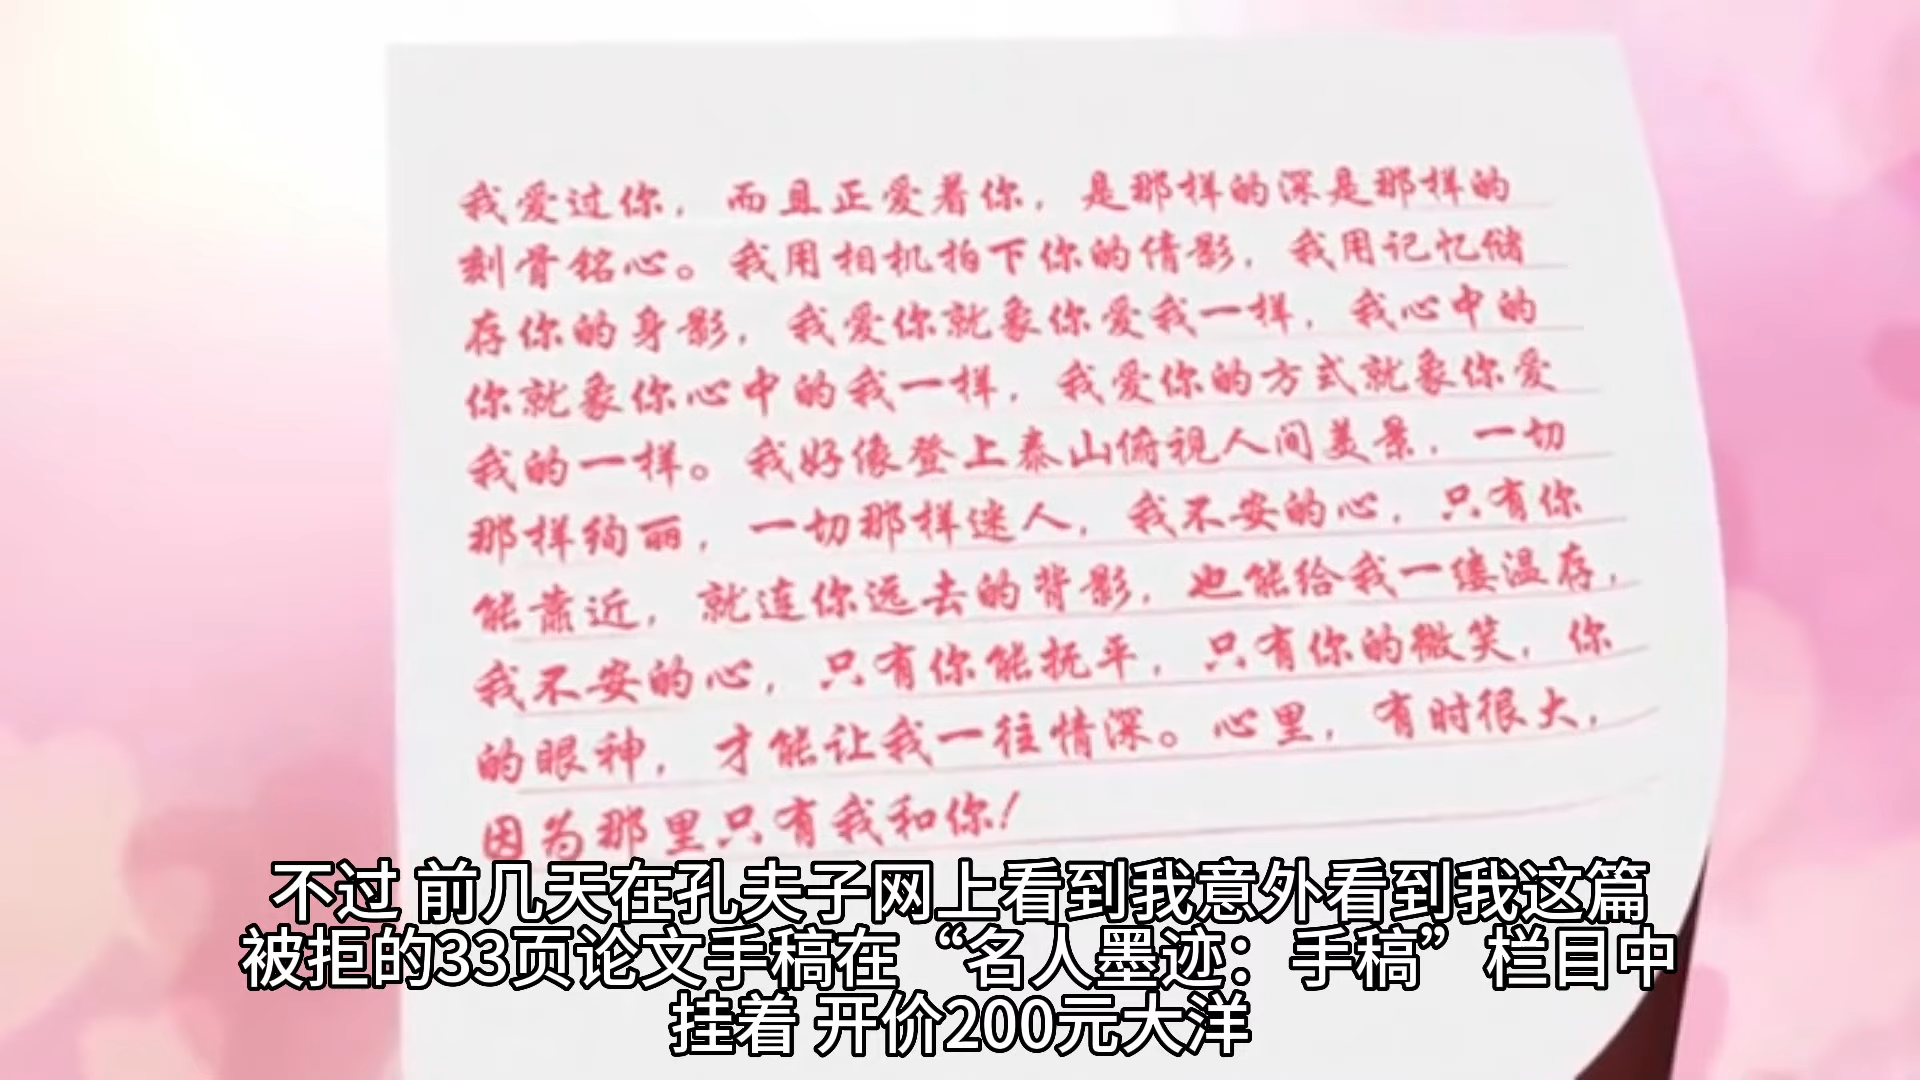 我爱过你，而且正爱着你，是那样的深是那样的
刻骨铭心。我用相机拍下你的倩影，我用记忆储
存你的身影，我爱你就象你爱我一样，我心中的
你就象你心中的我一样，我爱你的方式就象你爱
我的一样。我好像登上泰山俯视人间美景，一切
那样绚丽，一切那样迷人，我不安的心，只有你
能靠近，就连你远去的背影，也能给我一缕温存，
我不安的心，只有你能抚平，只有你的微笑，你
的眼神，才能让我一往情深。心里，有时很大，
因为那里只有我和你！
不过 前几天在孔夫子网上看到我意外看到我这篇
被拒的33页论文手稿在“名人墨迹：手稿”栏目中
挂着 开价200元大洋